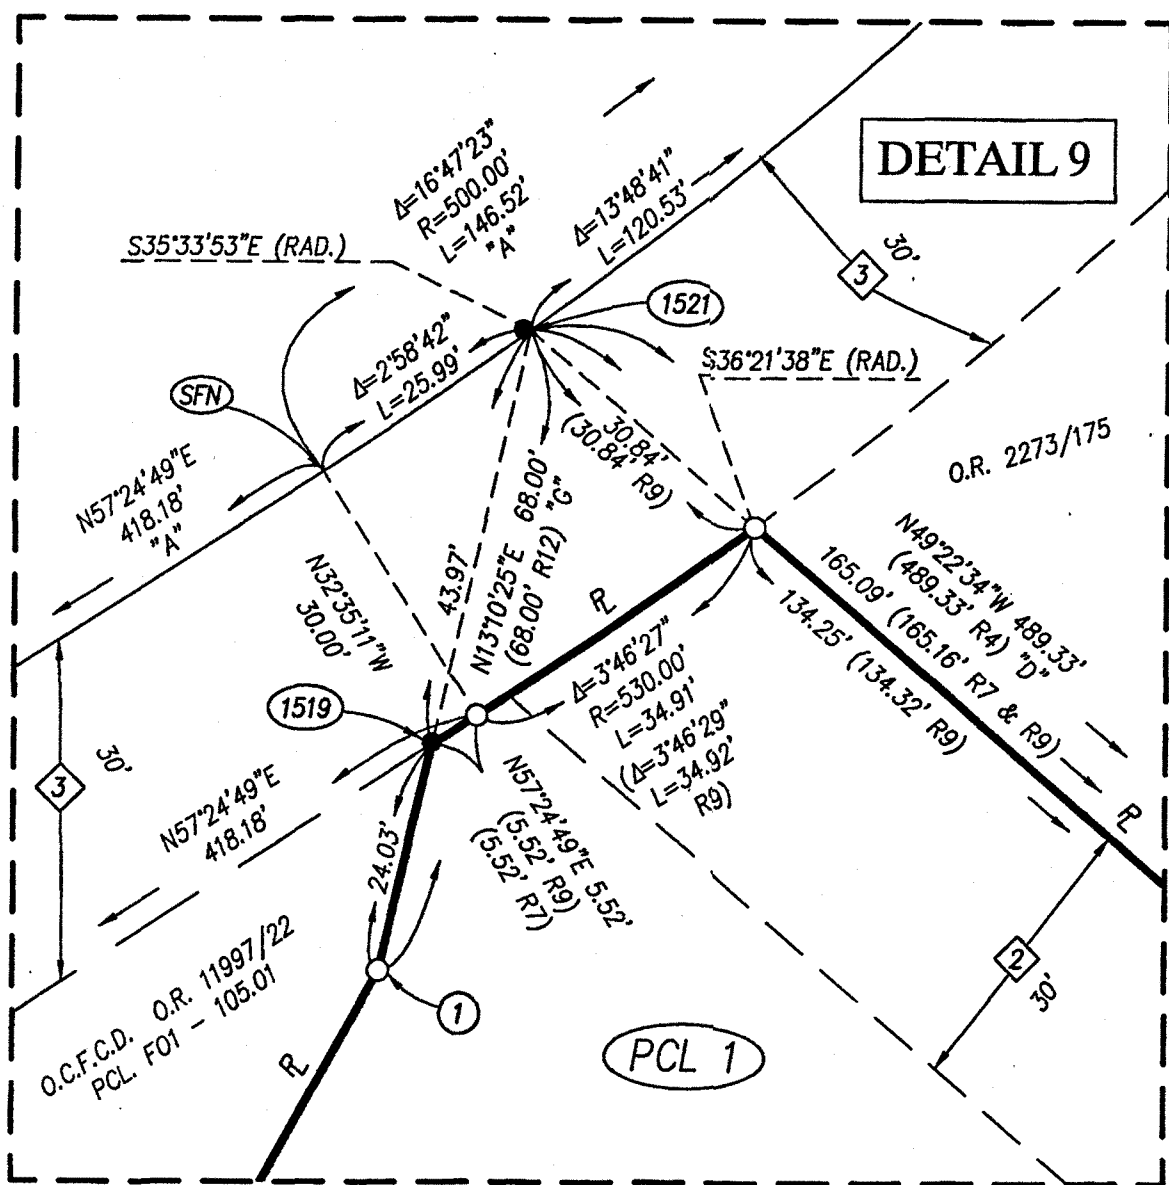 DETAIL 9
Δ=16°47'23"
R=500.00'
L=146.52'
"A"
Δ=13°48'41"
L=120.53'
S35°33'53"E (RAD.)
30'
3
1521
Δ=2°58'42"
L=25.99'
S36°21'38"E (RAD.)
SFN
30.84'
(30.84' R9)
O.R. 2273/175
N57°24'49"E
418.18'
"A"
N49°22'34"W 489.33'
(489.33' R4) "D"
165.09' (165.16' R7 & R9)
134.25' (134.32' R9)
N32°35'11"W
30.00'
43.97'
N13°10'25"E 68.00'
(68.00' R12) "G"
PL
Δ=3°46'27"
R=530.00'
L=34.91'
(Δ=3°46'29"
L=34.92'
R9)
1519
30'
3
N57°24'49"E
418.18'
N57°24'49"E 5.52'
(5.52' R9)
(5.52' R7)
PL
24.03'
O.C.F.C.D. O.R. 11997/22
PCL. F01 - 105.01
2
30'
1
PCL 1
PL